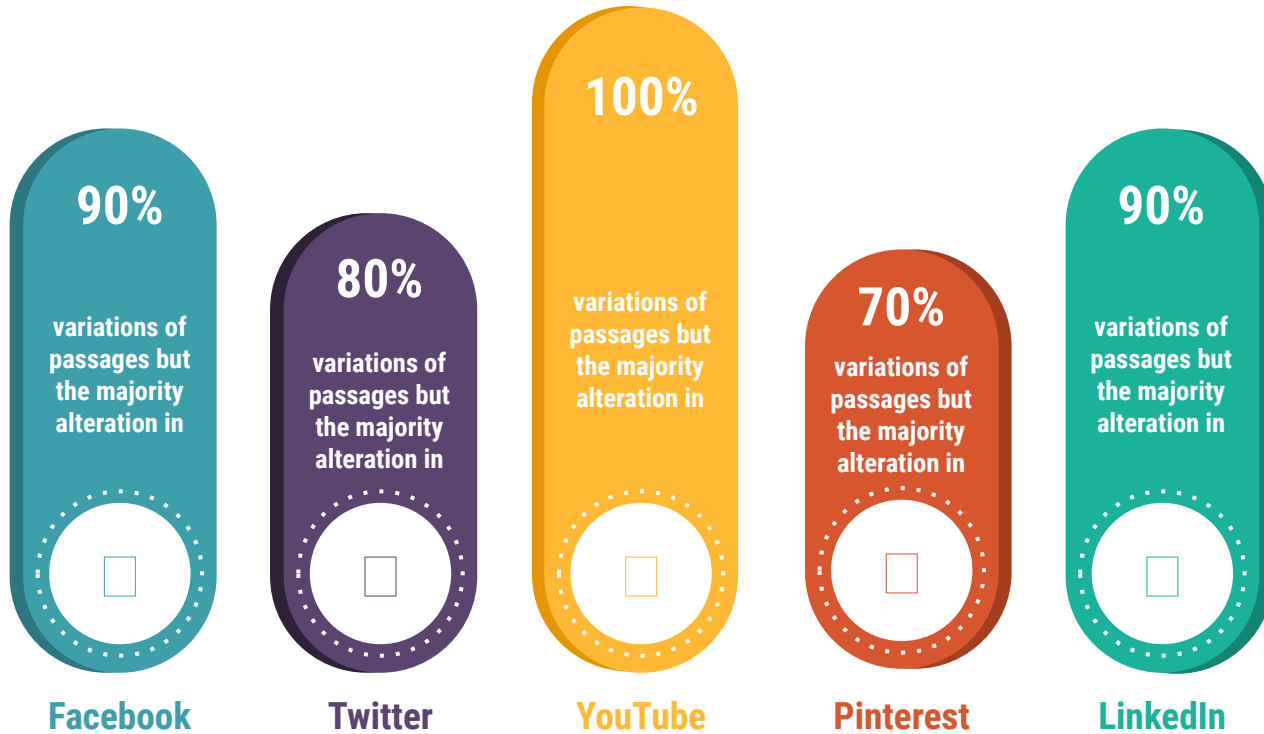 90%
variations of
passages but
the majority
alteration in
Facebook
80%
variations of
passages but
the majority
alteration in
Twitter
100%
variations of
passages but
the majority
alteration in
YouTube
70%
variations of
passages but
the majority
alteration in
Pinterest
90%
variations of
passages but
the majority
alteration in
LinkedIn